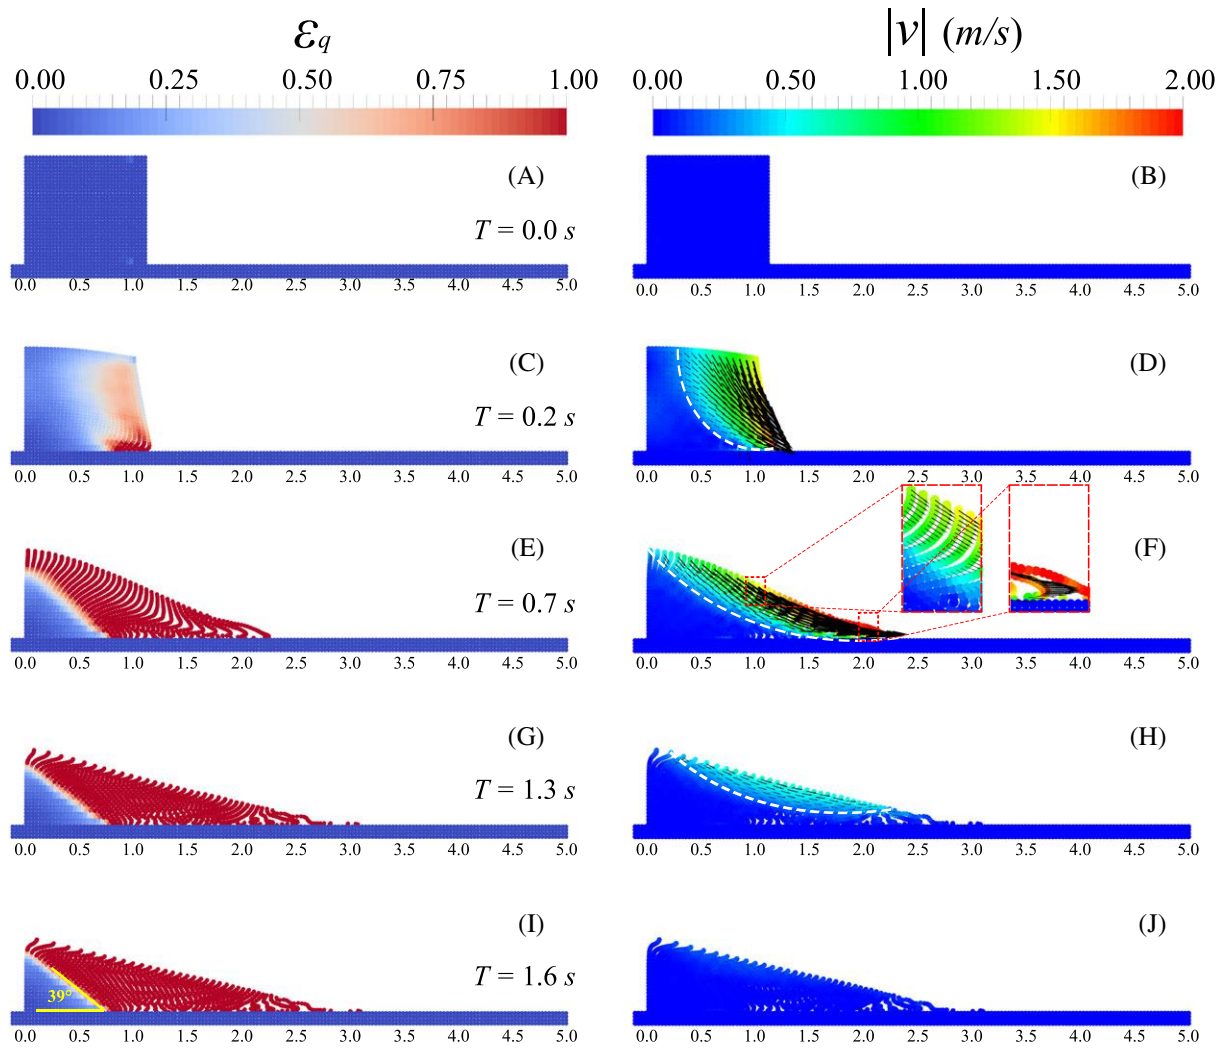 εq
|v| (m/s)
0.00 0.25 0.50 0.75 1.00
0.00 0.50 1.00 1.50 2.00
(A)
(B)
T = 0.0 s
0.0 0.5 1.0 1.5 2.0 2.5 3.0 3.5 4.0 4.5 5.0
0.0 0.5 1.0 1.5 2.0 2.5 3.0 3.5 4.0 4.5 5.0
(C)
(D)
T = 0.2 s
0.0 0.5 1.0 1.5 2.0 2.5 3.0 3.5 4.0 4.5 5.0
0.0 0.5 1.0 1.5 2.0 2.5 3.0 3.5 4.0 4.5 5.0
(E)
(F)
T = 0.7 s
0.0 0.5 1.0 1.5 2.0 2.5 3.0 3.5 4.0 4.5 5.0
0.0 0.5 1.0 1.5 2.0 2.5 3.0 3.5 4.0 4.5 5.0
(G)
(H)
T = 1.3 s
0.0 0.5 1.0 1.5 2.0 2.5 3.0 3.5 4.0 4.5 5.0
0.0 0.5 1.0 1.5 2.0 2.5 3.0 3.5 4.0 4.5 5.0
(I)
(J)
T = 1.6 s
39°
0.0 0.5 1.0 1.5 2.0 2.5 3.0 3.5 4.0 4.5 5.0
0.0 0.5 1.0 1.5 2.0 2.5 3.0 3.5 4.0 4.5 5.0